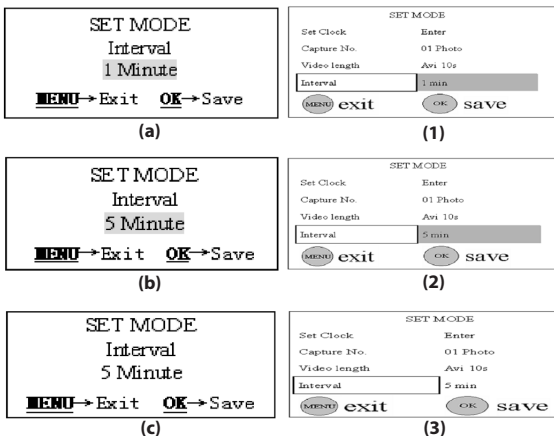 SET MODE
Interval
1 Minute
MENU→Exit OK→Save
(a)
SET MODE
Set Clock Enter
Capture No. 01 Photo
Video length Avi 10s
Interval 1 min
MENU exit OK save
(1)
SET MODE
Interval
5 Minute
MENU→Exit OK→Save
(b)
SET MODE
Set Clock Enter
Capture No. 01 Photo
Video length Avi 10s
Interval 5 min
MENU exit OK save
(2)
SET MODE
Interval
5 Minute
MENU→Exit OK→Save
(c)
SET MODE
Set Clock Enter
Capture No. 01 Photo
Video length Avi 10s
Interval 5 min
MENU exit OK save
(3)